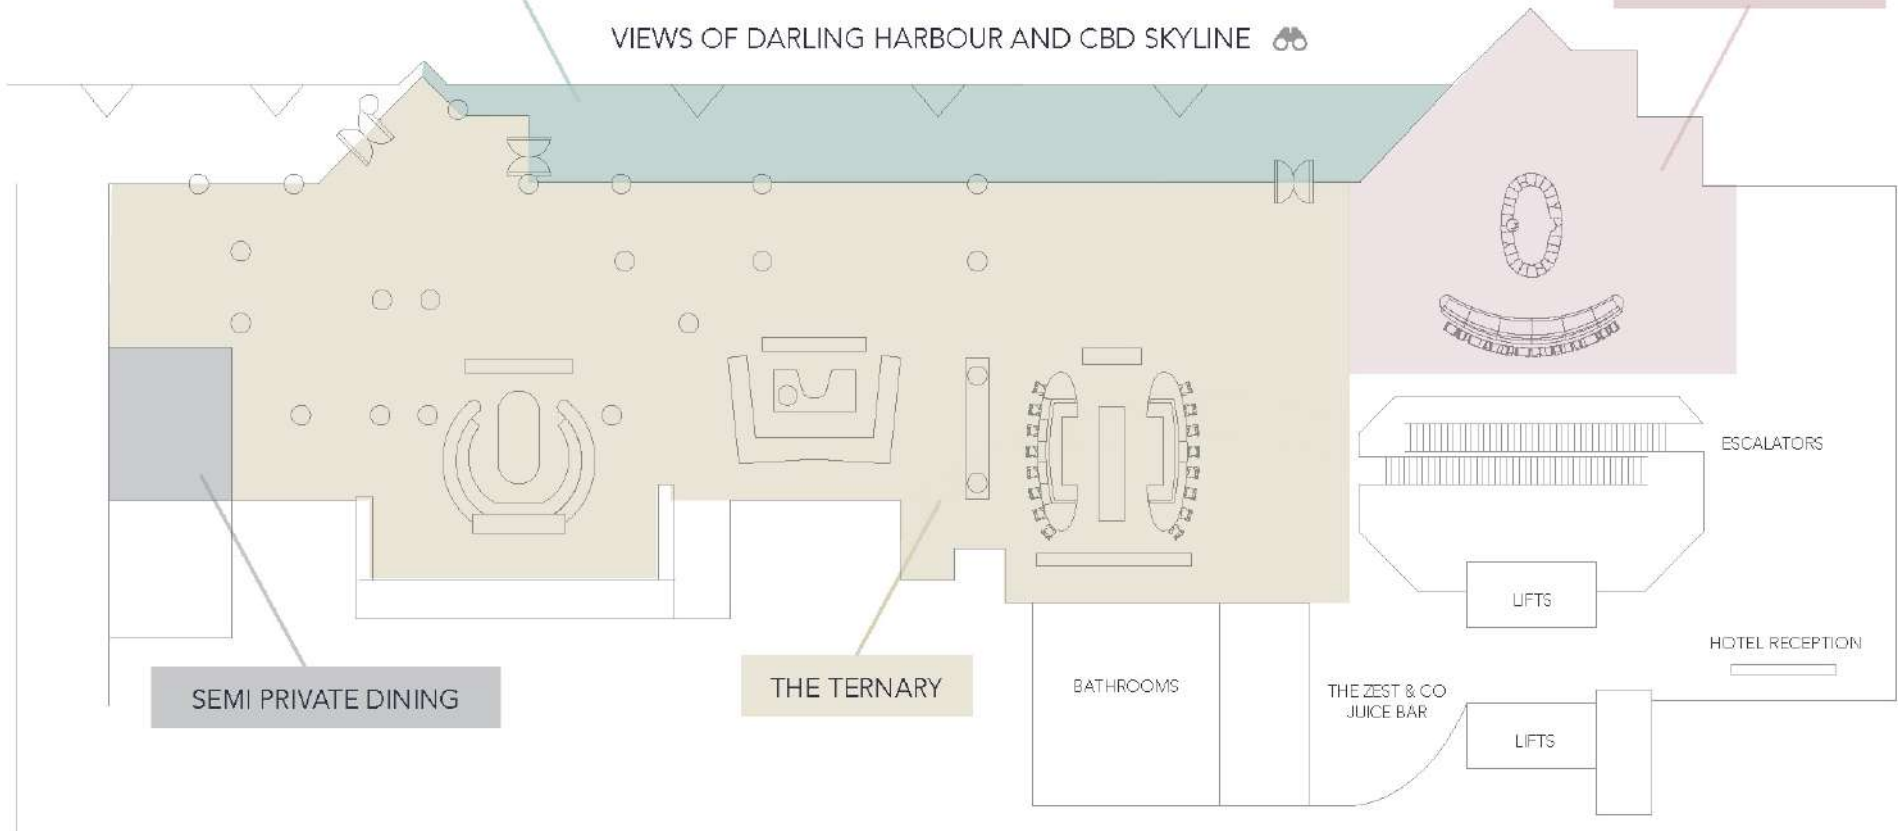 VIEWS OF DARLING HARBOUR AND CBD SKYLINE
ESCALATORS
LIFTS
HOTEL RECEPTION
SEMI PRIVATE DINING
THE TERNARY
BATHROOMS
THE ZEST & CO
JUICE BAR
LIFTS